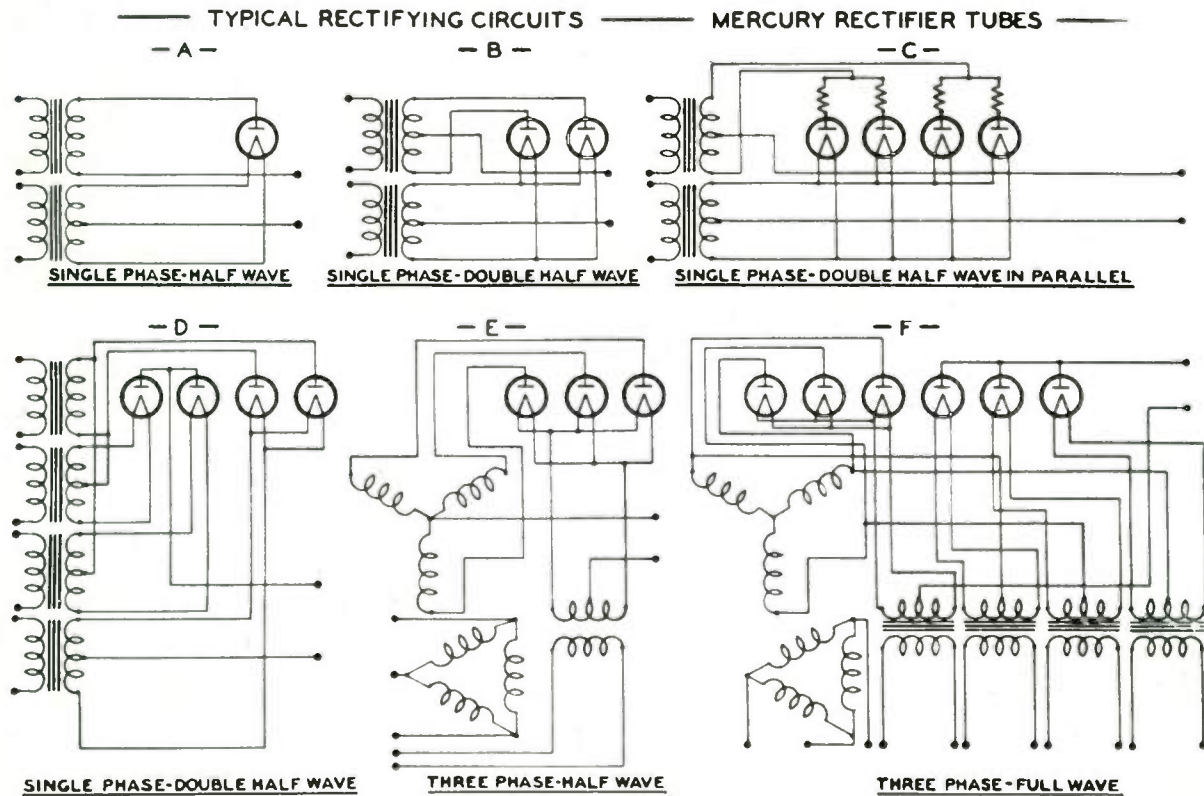 TYPICAL RECTIFYING CIRCUITS — MERCURY RECTIFIER TUBES
— A —
— B —
— C —
SINGLE PHASE-HALF WAVE
SINGLE PHASE-DOUBLE HALF WAVE
SINGLE PHASE-DOUBLE HALF WAVE IN PARALLEL
— D —
— E —
— F —
SINGLE PHASE-DOUBLE HALF WAVE
THREE PHASE-HALF WAVE
THREE PHASE-FULL WAVE